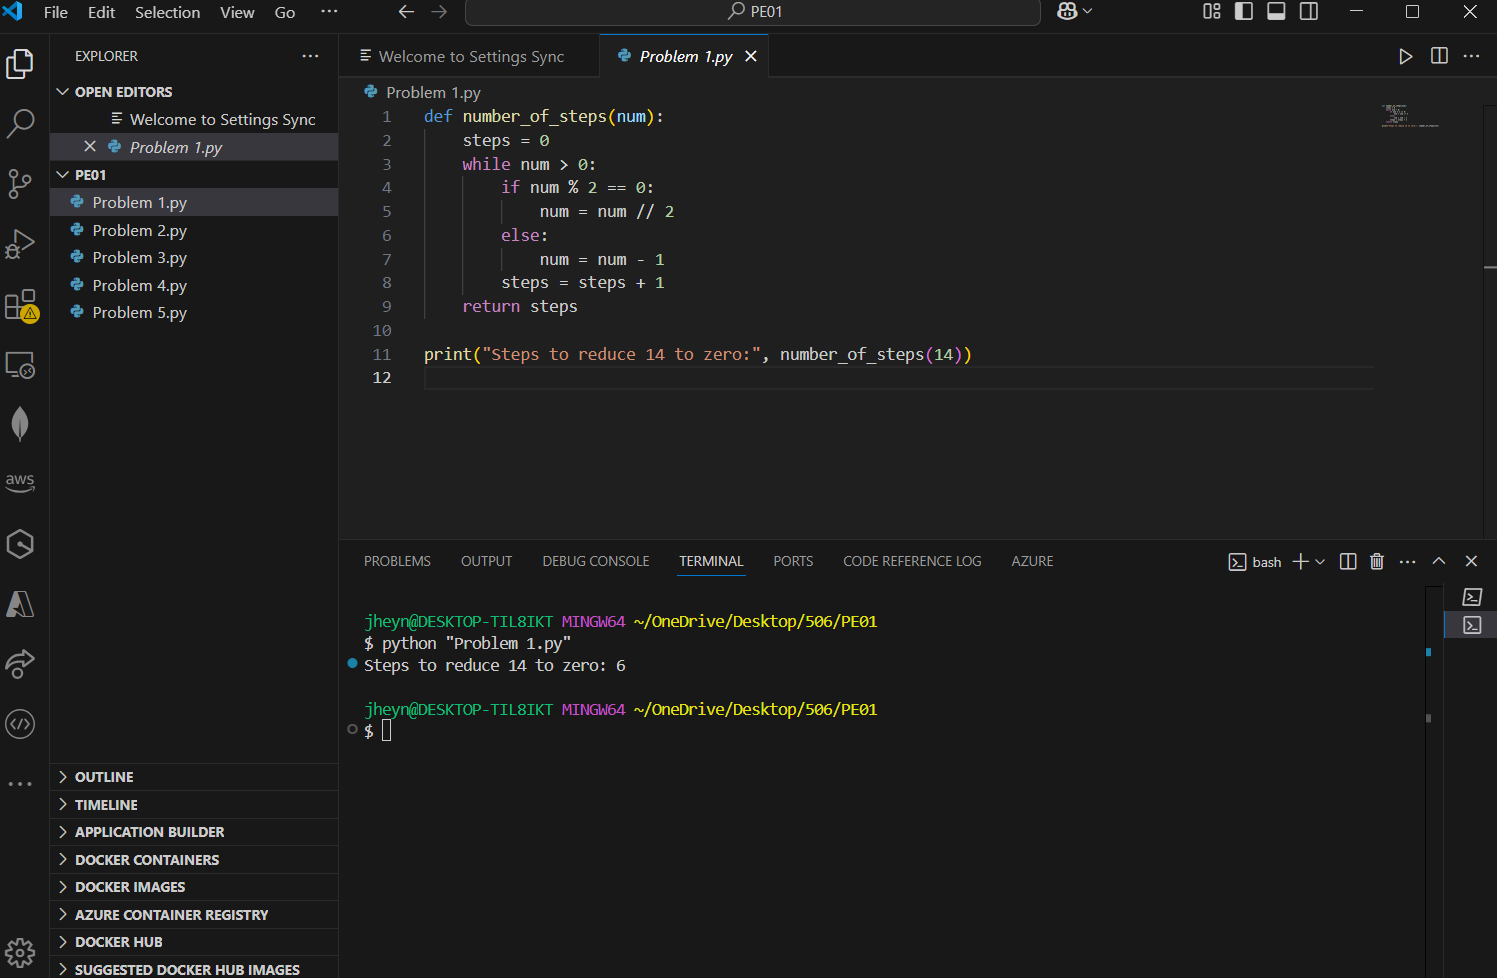 File Edit Selection View Go ··· PE01
EXPLORER ···
OPEN EDITORS
Welcome to Settings Sync
Problem 1.py
PE01
Problem 1.py
Problem 2.py
Problem 3.py
Problem 4.py
Problem 5.py
aws
OUTLINE
TIMELINE
APPLICATION BUILDER
DOCKER CONTAINERS
DOCKER IMAGES
AZURE CONTAINER REGISTRY
DOCKER HUB
SUGGESTED DOCKER HUB IMAGES
Welcome to Settings Sync Problem 1.py
Problem 1.py
1 def number_of_steps(num):
2 steps = 0
3 while num > 0:
4 if num % 2 == 0:
5 num = num // 2
6 else:
7 num = num - 1
8 steps = steps + 1
9 return steps
10
11 print("Steps to reduce 14 to zero:", number_of_steps(14))
12
PROBLEMS OUTPUT DEBUG CONSOLE TERMINAL PORTS CODE REFERENCE LOG AZURE bash
jheyn@DESKTOP-TIL8IKT MINGW64 ~/OneDrive/Desktop/506/PE01
$ python "Problem 1.py"
Steps to reduce 14 to zero: 6
jheyn@DESKTOP-TIL8IKT MINGW64 ~/OneDrive/Desktop/506/PE01
$